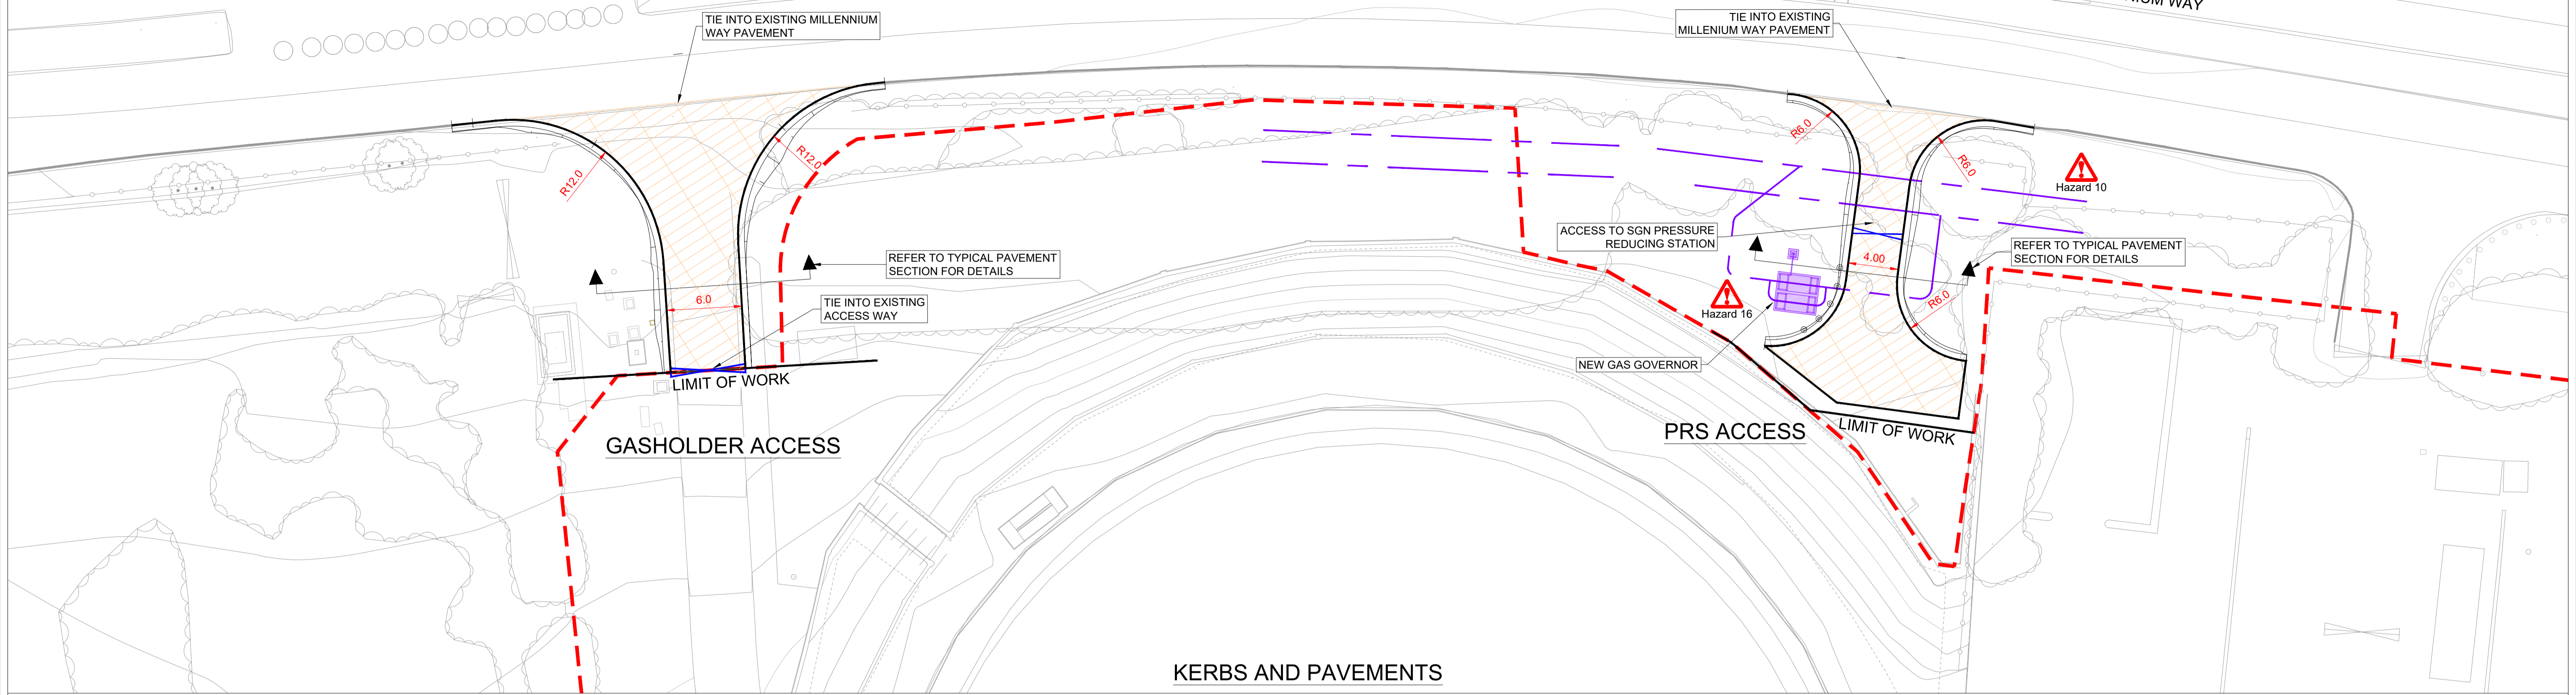 TIE INTO EXISTING MILLENNIUM
WAY PAVEMENT
TIE INTO EXISTING
MILLENIUM WAY PAVEMENT
WAY
R12.0
R12.0
R6.0
R6.0
Hazard 10
ACCESS TO SGN PRESSURE
REDUCING STATION
REFER TO TYPICAL PAVEMENT
SECTION FOR DETAILS
REFER TO TYPICAL PAVEMENT
SECTION FOR DETAILS
4.00
6.0
TIE INTO EXISTING
ACCESS WAY
R6.0
Hazard 16
NEW GAS GOVERNOR
LIMIT OF WORK
GASHOLDER ACCESS
PRS ACCESS
LIMIT OF WORK
KERBS AND PAVEMENTS